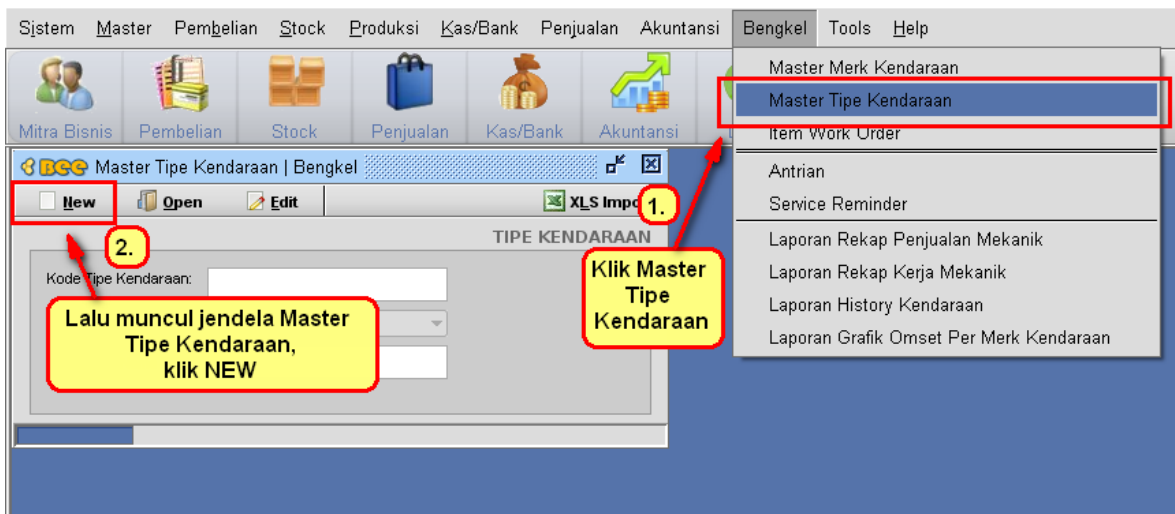 Sistem Master Pembelian Stock Produksi Kas/Bank Penjualan Akuntansi Bengkel Tools Help
Mitra Bisnis Pembelian Stock Penjualan Kas/Bank Akuntansi
Master Merk Kendaraan
Master Tipe Kendaraan
Item Work Order
Antrian
Service Reminder
Laporan Rekap Penjualan Mekanik
Laporan Rekap Kerja Mekanik
Laporan History Kendaraan
Laporan Grafik Omset Per Merk Kendaraan
BEE Master Tipe Kendaraan | Bengkel
New Open Edit XLS Impo
1.
2.
TIPE KENDARAAN
Kode Tipe Kendaraan:
Klik Master
Tipe
Kendaraan
Lalu muncul jendela Master
Tipe Kendaraan,
klik NEW